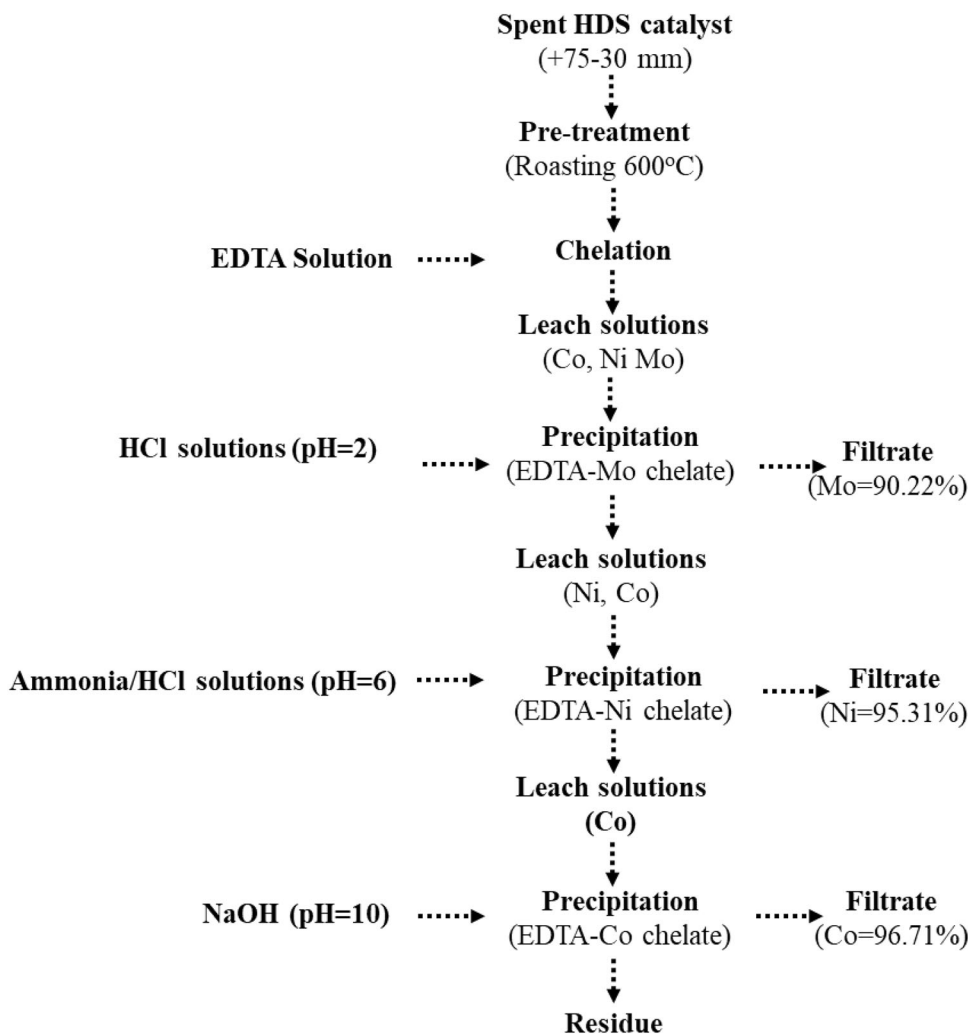 Spent HDS catalyst
(+75-30 mm)
Pre-treatment
(Roasting 600°C)
EDTA Solution
Chelation
Leach solutions
(Co, Ni Mo)
HCl solutions (pH=2)
Precipitation
(EDTA-Mo chelate)
Filtrate
(Mo=90.22%)
Leach solutions
(Ni, Co)
Ammonia/HCl solutions (pH=6)
Precipitation
(EDTA-Ni chelate)
Filtrate
(Ni=95.31%)
Leach solutions
(Co)
NaOH (pH=10)
Precipitation
(EDTA-Co chelate)
Filtrate
(Co=96.71%)
Residue